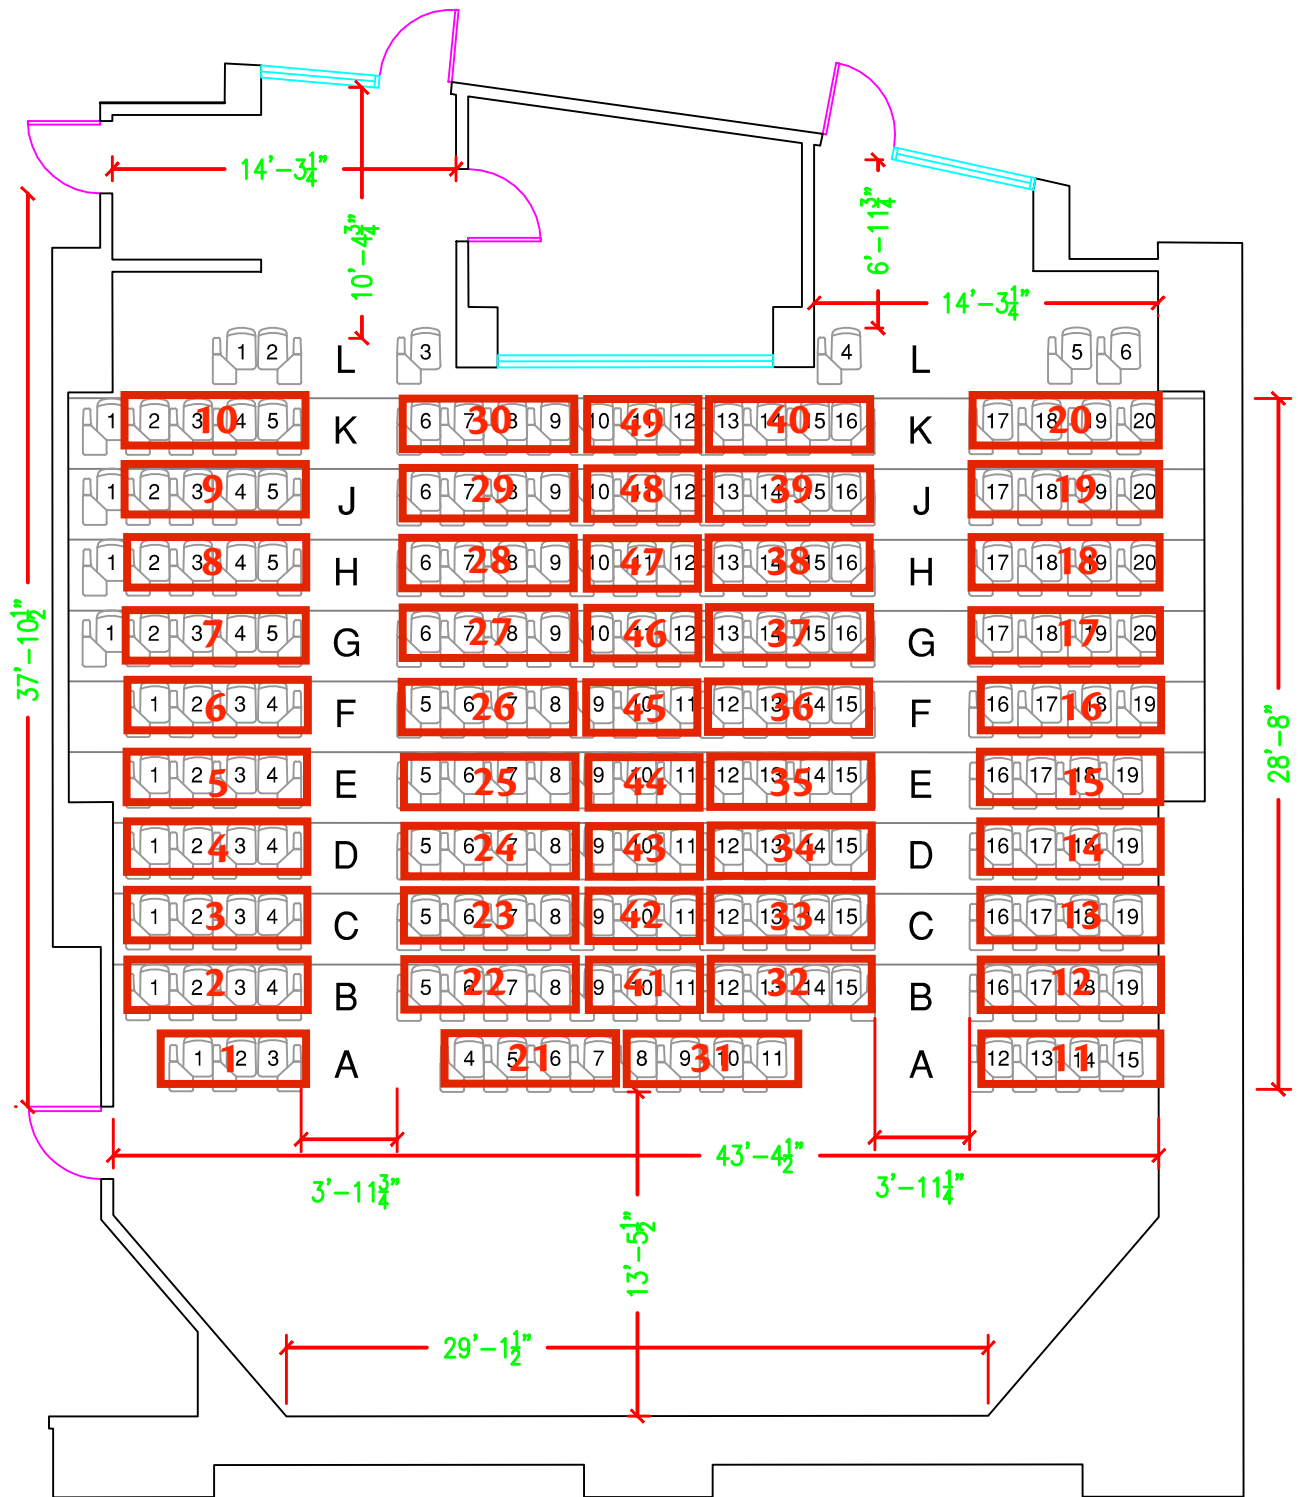 14'-3¼"
10'-4¾"
6'-11¾"
14'-3¼"
1 2 L 3 4 L 5 6
1 2 3 4 5 10 K 6 7 8 9 30 10 11 12 49 13 14 15 16 40 K 17 18 19 20 20
1 2 3 4 5 9 J 6 7 8 9 29 10 11 12 48 13 14 15 16 39 J 17 18 19 20 19
1 2 3 4 5 8 H 6 7 8 9 28 10 11 12 47 13 14 15 16 38 H 17 18 19 20 18
1 2 3 4 5 7 G 6 7 8 9 27 10 11 12 46 13 14 15 16 37 G 17 18 19 20 17
1 2 3 4 6 F 5 6 7 8 26 9 10 11 45 12 13 14 15 36 F 16 17 18 19 16
1 2 3 4 5 E 5 6 7 8 25 9 10 11 44 12 13 14 15 35 E 16 17 18 19 15
1 2 3 4 4 D 5 6 7 8 24 9 10 11 43 12 13 14 15 34 D 16 17 18 19 14
1 2 3 4 3 C 5 6 7 8 23 9 10 11 42 12 13 14 15 33 C 16 17 18 19 13
1 2 3 4 2 B 5 6 7 8 22 9 10 11 41 12 13 14 15 32 B 16 17 18 19 12
1 2 3 1 A 4 5 6 7 21 8 9 10 11 31 A 12 13 14 15 11
37'-10½"
28'-8"
43'-4½"
3'-11¾"
3'-11¼"
13'-5½"
29'-1½"